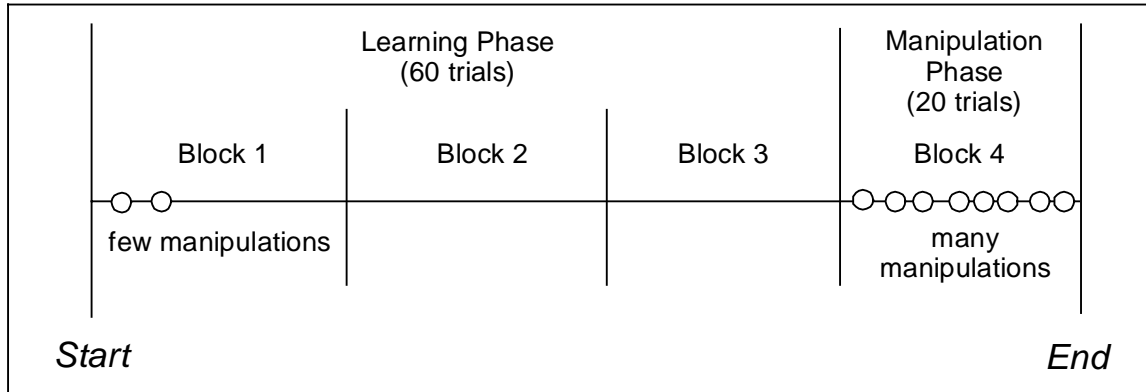 Learning Phase
(60 trials)
Manipulation
Phase
(20 trials)
Block 1
Block 2
Block 3
Block 4
few manipulations
many
manipulations
Start
End